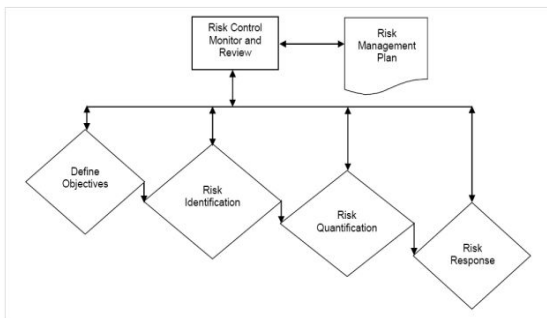 Risk Control
Monitor and
Review
Risk
Management
Plan
Define
Objectives
Risk
Identification
Risk
Quantification
Risk
Response